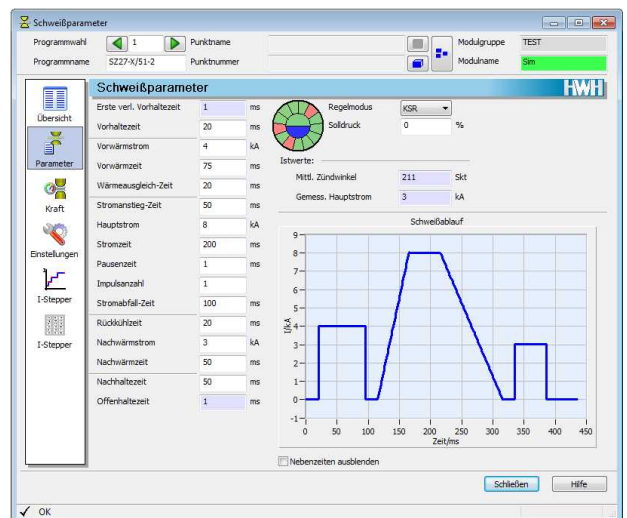 Schweißparameter
Programmwahl 1 Punktname Modulgruppe TEST
Programmname SZ27-X/51-2 Punktnummer Modulname Sim
Schweißparameter HWH
Übersicht
Parameter
Kraft
Einstellungen
I-Stepper
I-Stepper
Erste verl. Vorhaltezeit 1 ms
Vorhaltezeit 20 ms
Vorwärmstrom 4 kA
Vorwärmzeit 75 ms
Wärmeausgleich-Zeit 20 ms
Stromanstieg-Zeit 50 ms
Hauptstrom 8 kA
Stromzeit 200 ms
Pausenzeit 1 ms
Impulsanzahl 1
Stromabfall-Zeit 100 ms
Rückkühlzeit 20 ms
Nachwärmstrom 3 kA
Nachwärmzeit 50 ms
Nachhaltezeit 50 ms
Offenhaltezeit 1 ms
Regelmodus KSR
Solldruck 0 %
Istwerte:
Mittl. Zündwinkel 211 Skt
Gemess. Hauptstrom 3 kA
Schweißablauf
I/kA
9
8
7
6
5
4
3
2
1
0
-1
0 50 100 150 200 250 300 350 400 450
Zeit/ms
Nebenzeiten ausblenden
Schließen Hilfe
OK